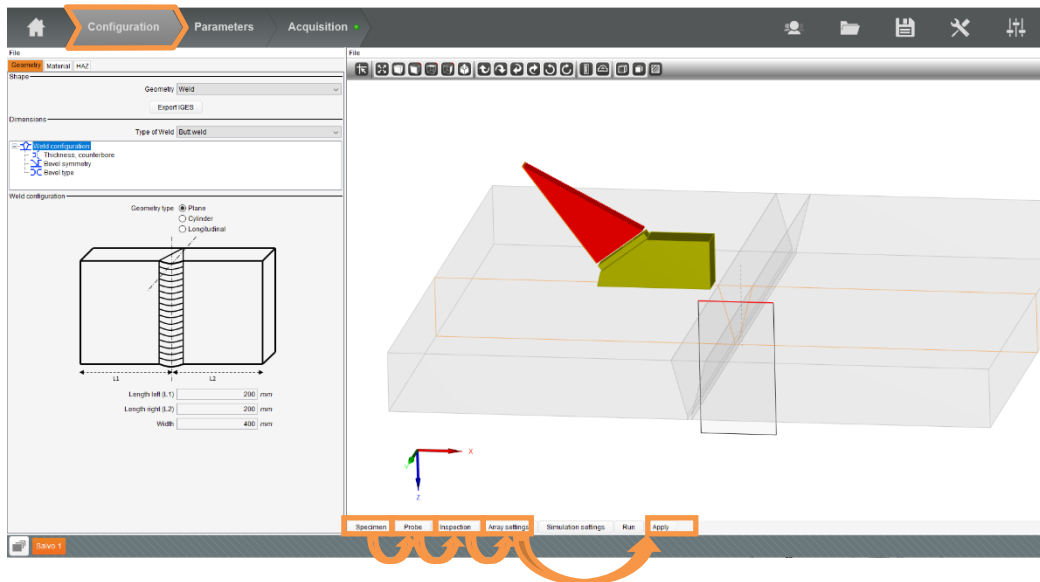 Configuration Parameters Acquisition
File
Geometry Material HAZ
Shape
Geometry Weld
Export IGES
Dimensions
Type of Weld Butt weld
Weld configuration
Thickness, counterbore
Bevel symmetry
Bevel type
Weld configuration
Geometry type Plane
Cylinder
Longitudinal
L1 L2
Length left (L1) 200 mm
Length right (L2) 200 mm
Width 400 mm
File
X
Y
Z
Specimen Probe Inspection Array settings Simulation settings Run Apply
Salvo 1